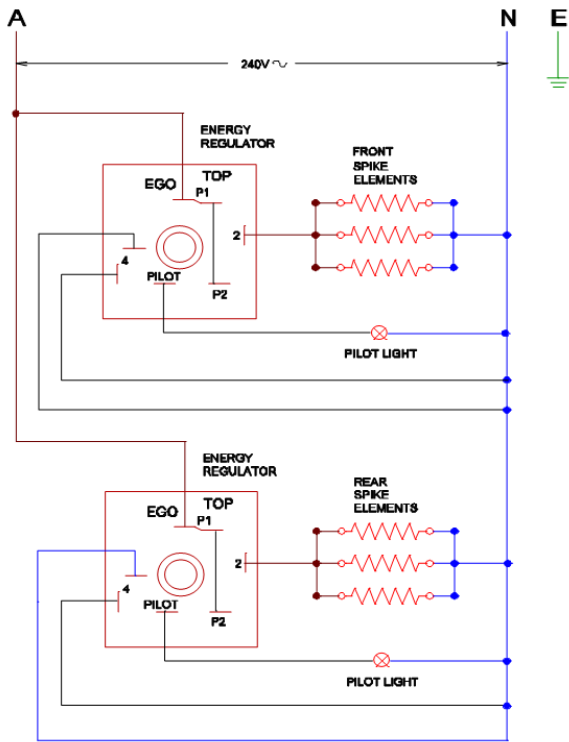 A N E
240V
ENERGY
REGULATOR
FRONT
SPIKE
ELEMENTS
EGO TOP
P1
2
4
PILOT
P2
PILOT LIGHT
ENERGY
REGULATOR
REAR
SPIKE
ELEMENTS
EGO TOP
P1
2
4
PILOT
P2
PILOT LIGHT